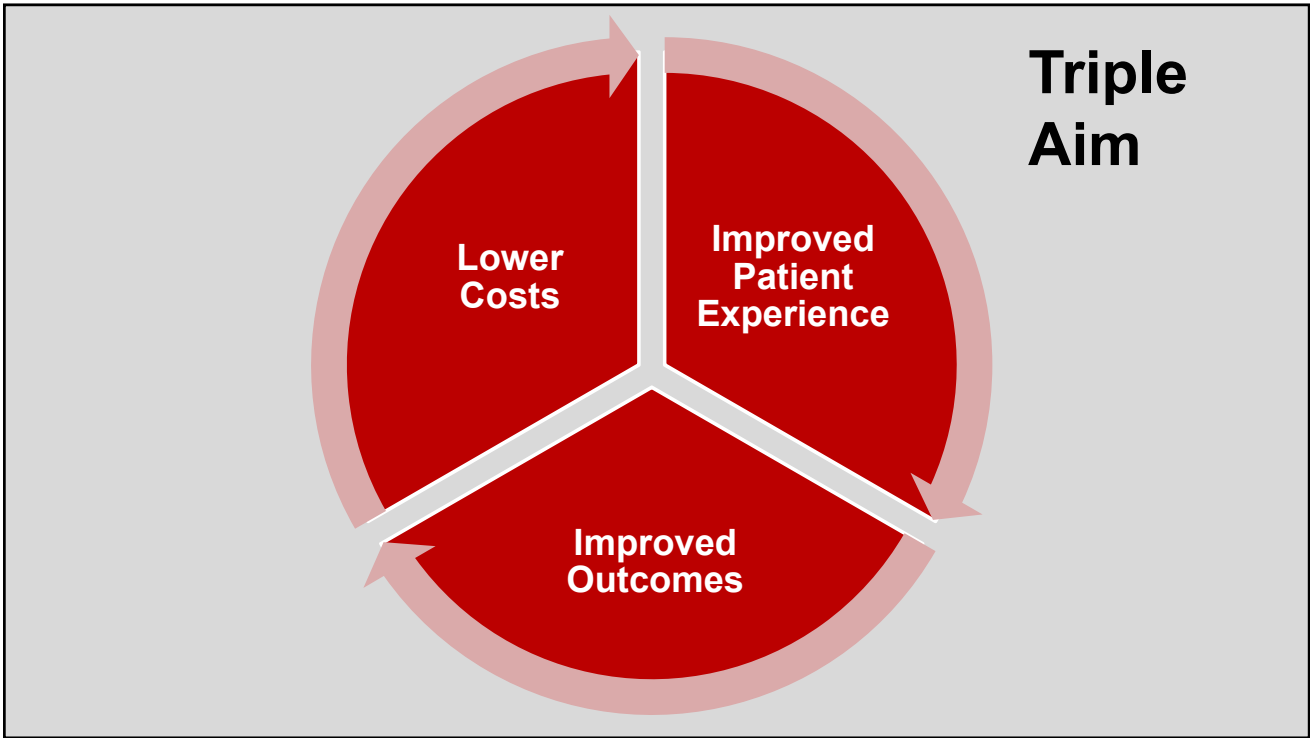 Triple
Aim
Lower
Costs
Improved
Patient
Experience
Improved
Outcomes